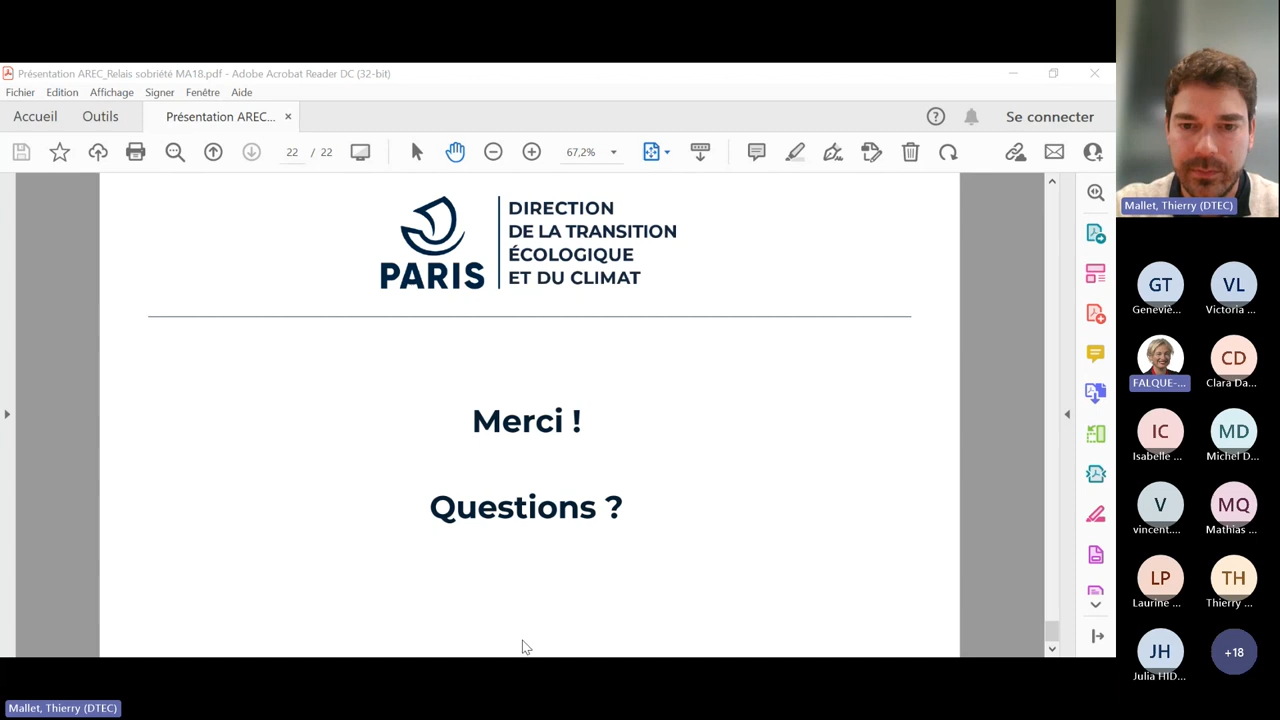 Présentation AREC_Relais sobriété MA18.pdf - Adobe Acrobat Reader DC (32-bit)
Fichier Edition Affichage Signer Fenêtre Aide
Accueil Outils Présentation AREC... × Se connecter
22 / 22 67,2%
PARIS
DIRECTION
DE LA TRANSITION
ÉCOLOGIQUE
ET DU CLIMAT
Merci !
Questions ?
Mallet, Thierry (DTEC)
GT VL
Geneviè... Victoria ...
CD
FALQUE-... Clara Da...
IC MD
Isabelle ... Michel D...
V MQ
vincent.... Mathias ...
LP TH
Laurine ... Thierry ...
JH +18
Julia HID...
Mallet, Thierry (DTEC)